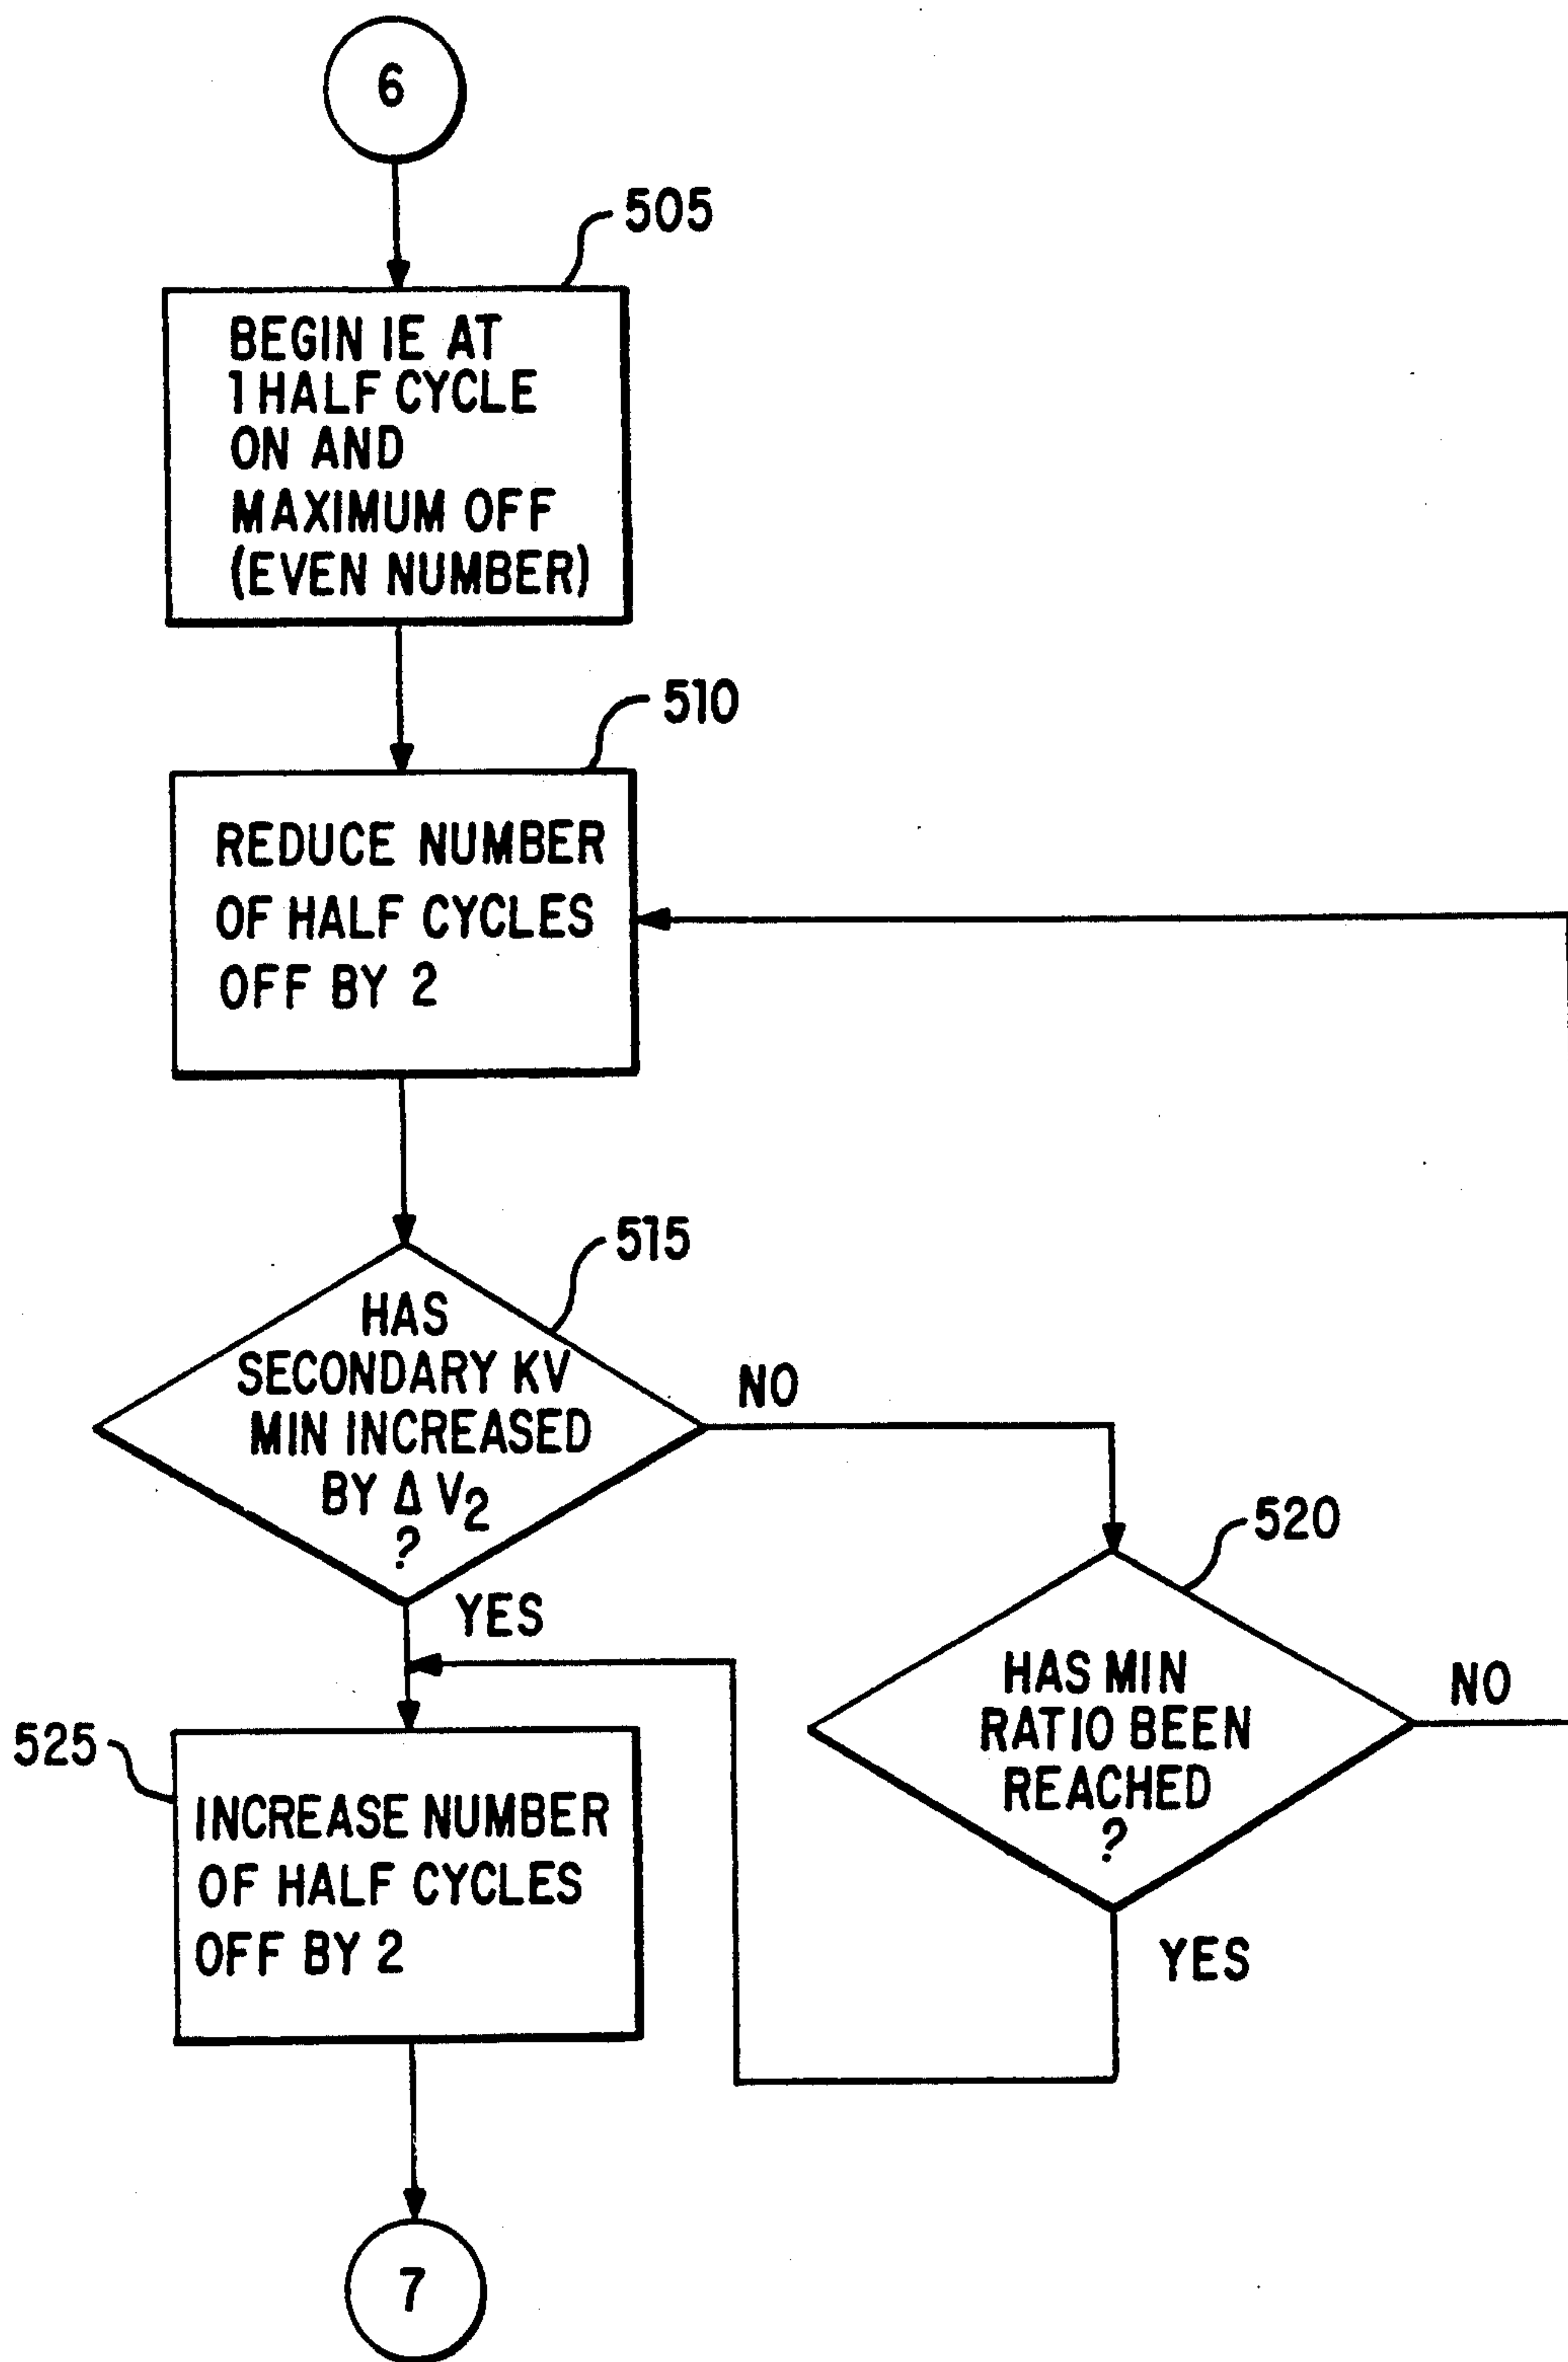 6
505
BEGIN IE AT
1 HALF CYCLE
ON AND
MAXIMUM OFF
(EVEN NUMBER)
510
REDUCE NUMBER
OF HALF CYCLES
OFF BY 2
515
HAS
SECONDARY KV
MIN INCREASED
BY Δ V₂
?
NO
YES
520
HAS MIN
RATIO BEEN
REACHED
?
NO
YES
525
INCREASE NUMBER
OF HALF CYCLES
OFF BY 2
7